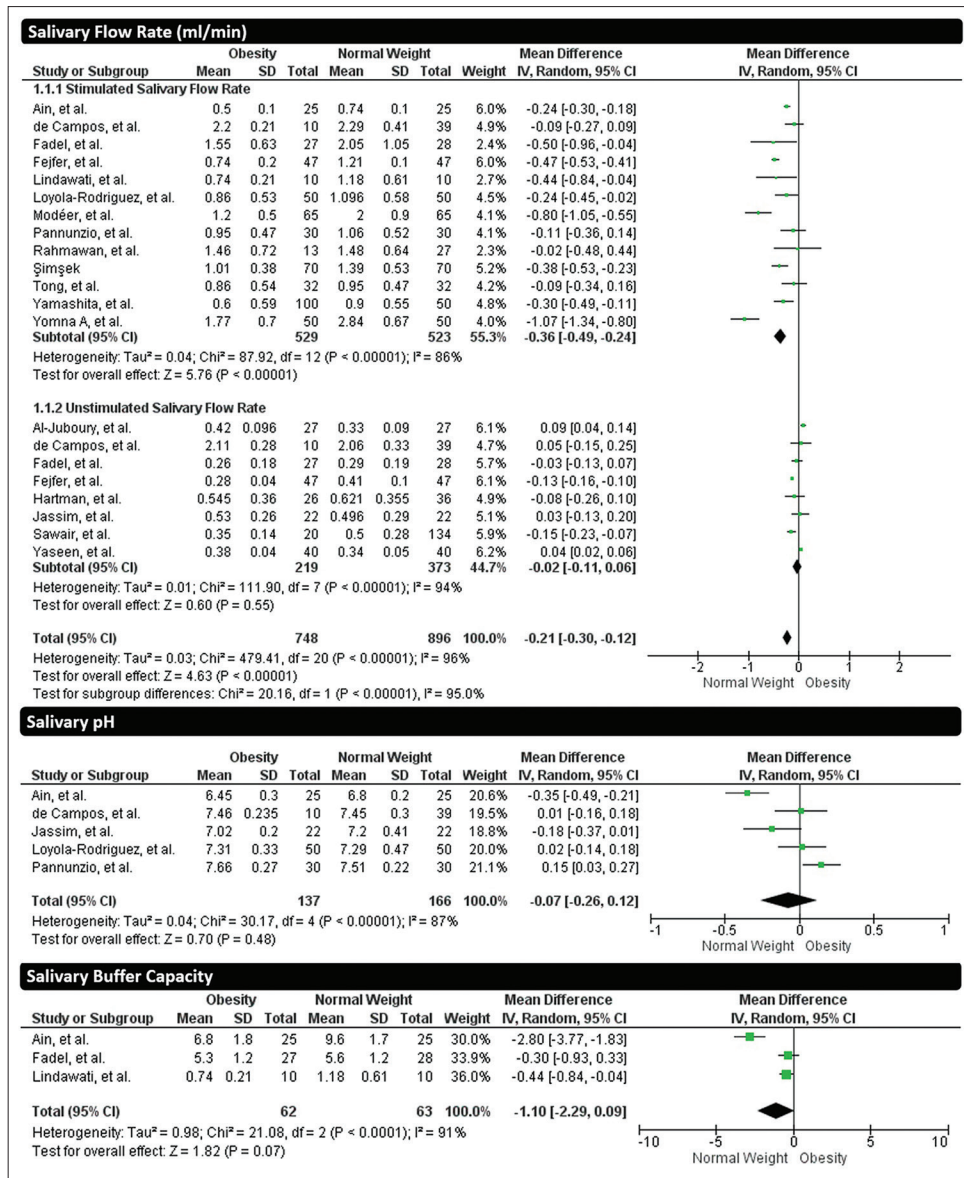 Salivary Flow Rate (ml/min)
Obesity Normal Weight Mean Difference Mean Difference
Study or Subgroup Mean SD Total Mean SD Total Weight IV, Random, 95% CI IV, Random, 95% CI
1.1.1 Stimulated Salivary Flow Rate
Ain, et al. 0.5 0.1 25 0.74 0.1 25 6.0% -0.24 [-0.30, -0.18]
de Campos, et al. 2.2 0.21 10 2.29 0.41 39 4.9% -0.09 [-0.27, 0.09]
Fadel, et al. 1.55 0.63 27 2.05 1.05 28 2.4% -0.50 [-0.96, -0.04]
Fejfer, et al. 0.74 0.2 47 1.21 0.1 47 6.0% -0.47 [-0.53, -0.41]
Lindawati, et al. 0.74 0.21 10 1.18 0.61 10 2.7% -0.44 [-0.84, -0.04]
Loyola-Rodriguez, et al. 0.86 0.53 50 1.096 0.58 50 4.5% -0.24 [-0.45, -0.02]
Modéer, et al. 1.2 0.5 65 2 0.9 65 4.1% -0.80 [-1.05, -0.55]
Pannunzio, et al. 0.95 0.47 30 1.06 0.52 30 4.1% -0.11 [-0.36, 0.14]
Rahmawan, et al. 1.46 0.72 13 1.48 0.64 27 2.3% -0.02 [-0.48, 0.44]
Şimşek 1.01 0.38 70 1.39 0.53 70 5.2% -0.38 [-0.53, -0.23]
Tong, et al. 0.86 0.54 32 0.95 0.47 32 4.1% -0.09 [-0.34, 0.16]
Yamashita, et al. 0.6 0.59 100 0.9 0.55 50 4.8% -0.30 [-0.49, -0.11]
Yomna A, et al. 1.77 0.7 50 2.84 0.67 50 4.0% -1.07 [-1.34, -0.80]
Subtotal (95% CI) 529 523 55.3% -0.36 [-0.49, -0.24]
Heterogeneity: Tau² = 0.04; Chi² = 87.92, df = 12 (P < 0.00001); I² = 86%
Test for overall effect: Z = 5.76 (P < 0.00001)
1.1.2 Unstimulated Salivary Flow Rate
Al-Juboury, et al. 0.42 0.096 27 0.33 0.09 27 6.1% 0.09 [0.04, 0.14]
de Campos, et al. 2.11 0.28 10 2.06 0.33 39 4.7% 0.05 [-0.15, 0.25]
Fadel, et al. 0.26 0.18 27 0.29 0.19 28 5.7% -0.03 [-0.13, 0.07]
Fejfer, et al. 0.28 0.04 47 0.41 0.1 47 6.1% -0.13 [-0.16, -0.10]
Hartman, et al. 0.545 0.36 26 0.621 0.355 36 4.9% -0.08 [-0.26, 0.10]
Jassim, et al. 0.53 0.26 22 0.496 0.29 22 5.1% 0.03 [-0.13, 0.20]
Sawair, et al. 0.35 0.14 20 0.5 0.28 134 5.9% -0.15 [-0.23, -0.07]
Yaseen, et al. 0.38 0.04 40 0.34 0.05 40 6.2% 0.04 [0.02, 0.06]
Subtotal (95% CI) 219 373 44.7% -0.02 [-0.11, 0.06]
Heterogeneity: Tau² = 0.01; Chi² = 111.90, df = 7 (P < 0.00001); I² = 94%
Test for overall effect: Z = 0.60 (P = 0.55)
Total (95% CI) 748 896 100.0% -0.21 [-0.30, -0.12]
Heterogeneity: Tau² = 0.03; Chi² = 479.41, df = 20 (P < 0.00001); I² = 96%
Test for overall effect: Z = 4.63 (P < 0.00001)
Test for subgroup differences: Chi² = 20.16, df = 1 (P < 0.00001), I² = 95.0%
-2 -1 0 1 2
Normal Weight Obesity
Salivary pH
Obesity Normal Weight Mean Difference Mean Difference
Study or Subgroup Mean SD Total Mean SD Total Weight IV, Random, 95% CI IV, Random, 95% CI
Ain, et al. 6.45 0.3 25 6.8 0.2 25 20.6% -0.35 [-0.49, -0.21]
de Campos, et al. 7.46 0.235 10 7.45 0.3 39 19.5% 0.01 [-0.16, 0.18]
Jassim, et al. 7.02 0.2 22 7.2 0.41 22 18.8% -0.18 [-0.37, 0.01]
Loyola-Rodriguez, et al. 7.31 0.33 50 7.29 0.47 50 20.0% 0.02 [-0.14, 0.18]
Pannunzio, et al. 7.66 0.27 30 7.51 0.22 30 21.1% 0.15 [0.03, 0.27]
Total (95% CI) 137 166 100.0% -0.07 [-0.26, 0.12]
Heterogeneity: Tau² = 0.04; Chi² = 30.17, df = 4 (P < 0.00001); I² = 87%
Test for overall effect: Z = 0.70 (P = 0.48)
-1 -0.5 0 0.5 1
Normal Weight Obesity
Salivary Buffer Capacity
Obesity Normal Weight Mean Difference Mean Difference
Study or Subgroup Mean SD Total Mean SD Total Weight IV, Random, 95% CI IV, Random, 95% CI
Ain, et al. 6.8 1.8 25 9.6 1.7 25 30.0% -2.80 [-3.77, -1.83]
Fadel, et al. 5.3 1.2 27 5.6 1.2 28 33.9% -0.30 [-0.93, 0.33]
Lindawati, et al. 0.74 0.21 10 1.18 0.61 10 36.0% -0.44 [-0.84, -0.04]
Total (95% CI) 62 63 100.0% -1.10 [-2.29, 0.09]
Heterogeneity: Tau² = 0.98; Chi² = 21.08, df = 2 (P < 0.0001); I² = 91%
Test for overall effect: Z = 1.82 (P = 0.07)
-10 -5 0 5 10
Normal Weight Obesity